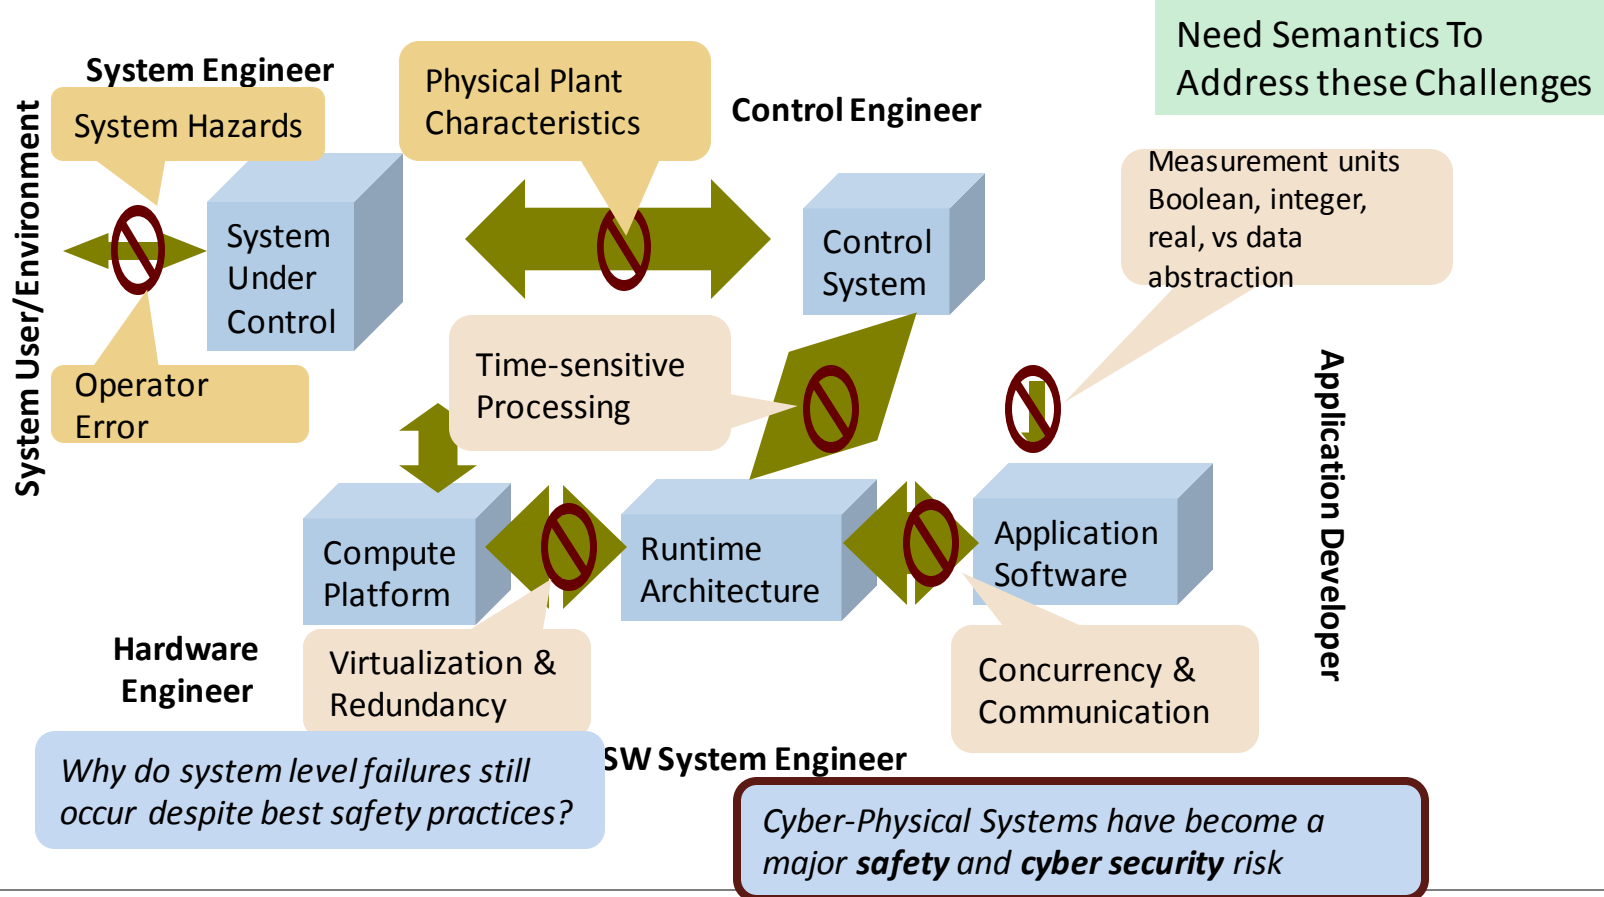 Need Semantics To
Address these Challenges
System Engineer
System Hazards
Physical Plant
Characteristics
Control Engineer
System User/Environment
System
Under
Control
Control
System
Measurement units
Boolean, integer,
real, vs data
abstraction
Operator
Error
Time-sensitive
Processing
Application Developer
Compute
Platform
Runtime
Architecture
Application
Software
Hardware
Engineer
Virtualization &
Redundancy
Concurrency &
Communication
SW System Engineer
Why do system level failures still
occur despite best safety practices?
Cyber-Physical Systems have become a
major safety and cyber security risk